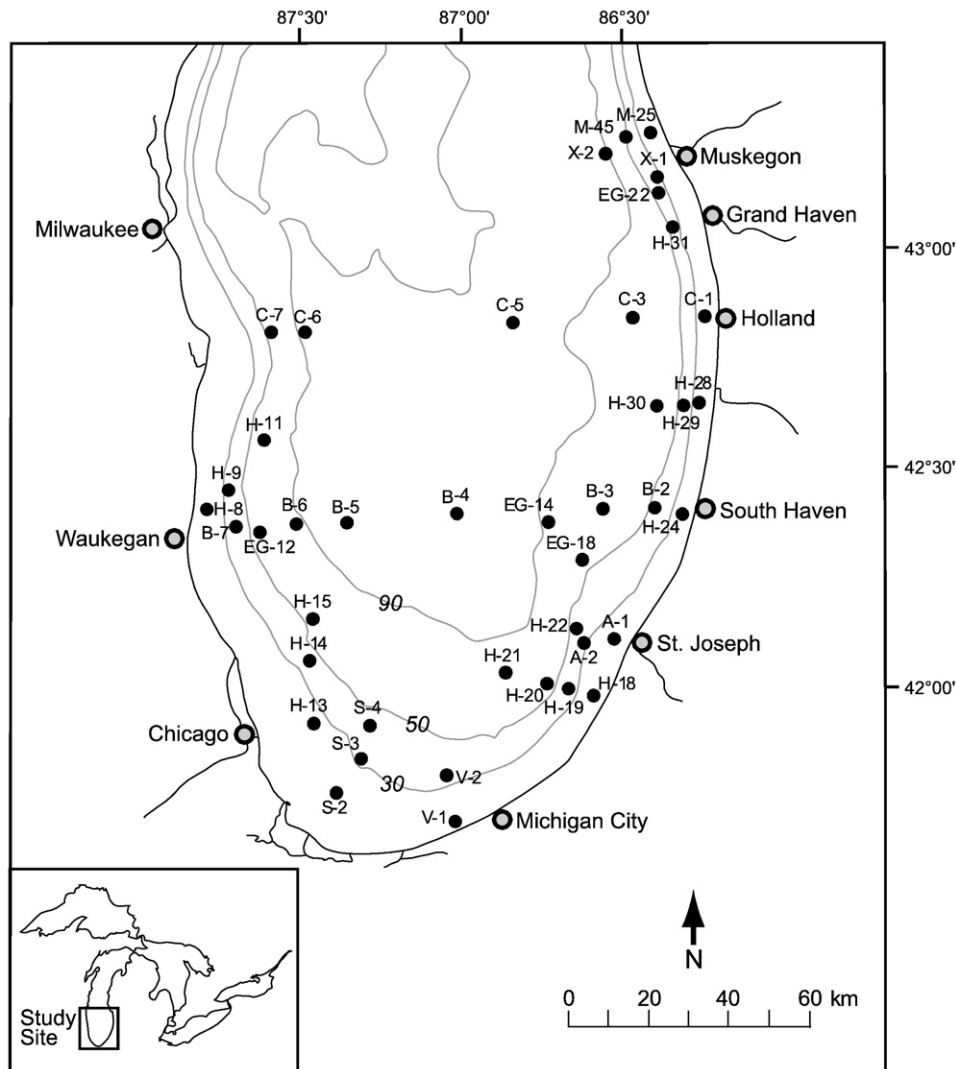 87°30'
87°00'
86°30'
M-25
M-45
X-2
X-1
Muskegon
EG-22
Grand Haven
Milwaukee
H-31
43°00'
C-7
C-6
C-5
C-3
C-1
Holland
H-28
H-30
H-29
H-11
42°30'
H-9
H-8
B-7
EG-12
B-6
B-5
B-4
EG-14
B-3
B-2
H-24
South Haven
Waukegan
EG-18
90
H-15
H-14
H-22
A-1
A-2
St. Joseph
H-21
H-20
H-19
H-18
42°00'
H-13
S-4
50
Chicago
S-3
30
V-2
S-2
V-1
Michigan City
N
Study
Site
0 20 40 60 km